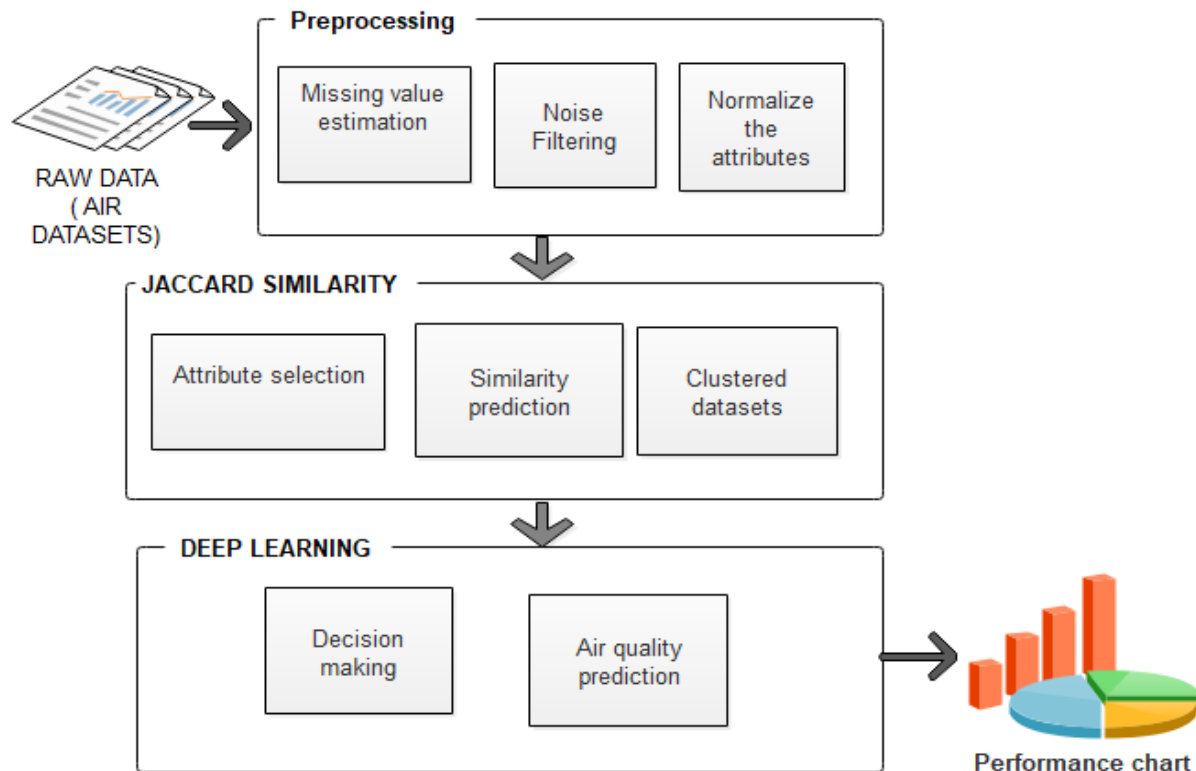 Preprocessing
Missing value
estimation
Noise
Filtering
Normalize
the
attributes
RAW DATA
( AIR
DATASETS)
JACCARD SIMILARITY
Attribute selection
Similarity
prediction
Clustered
datasets
DEEP LEARNING
Decision
making
Air quality
prediction
Performance chart